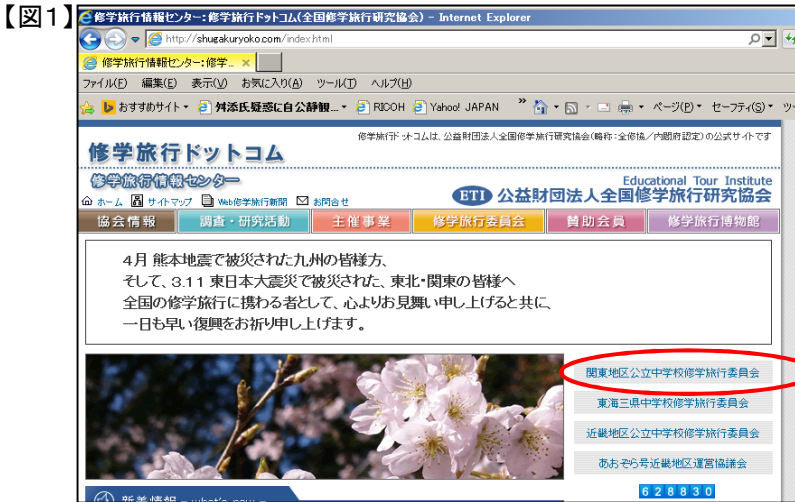 【図1】
修学旅行情報センター:修学旅行ドットコム(全国修学旅行研究協会) - Internet Explorer
http://shugakuryoko.com/index.html
修学旅行情報センター:修学... ×
ファイル(F) 編集(E) 表示(V) お気に入り(A) ツール(T) ヘルプ(H)
おすすめサイト 舛添氏疑惑に自公静観... RICOH Yahoo! JAPAN » ページ(P) セーフティ(S)
修学旅行ドットコムは、公益財団法人全国修学旅行研究協会(略称:全修協/内閣府認定)の公式サイトです
修学旅行ドットコム
修学旅行情報センター
Educational Tour Institute
ホーム サイトマップ Web修学旅行新聞 お問合せ
ETI 公益財団法人全国修学旅行研究協会
協会情報 調査・研究活動 主催事業 修学旅行委員会 賛助会員 修学旅行博物館
4月 熊本地震で被災された九州の皆様方、
そして、3.11 東日本大震災で被災された、東北・関東の皆様へ
全国の修学旅行に携わる者として、心よりお見舞い申し上げると共に、
一日も早い復興をお祈り申し上げます。
関東地区公立中学校修学旅行委員会
東海三県中学校修学旅行委員会
近畿地区公立中学校修学旅行委員会
あおぞら号近畿地区運営協議会
628830
新着情報 - what's new -